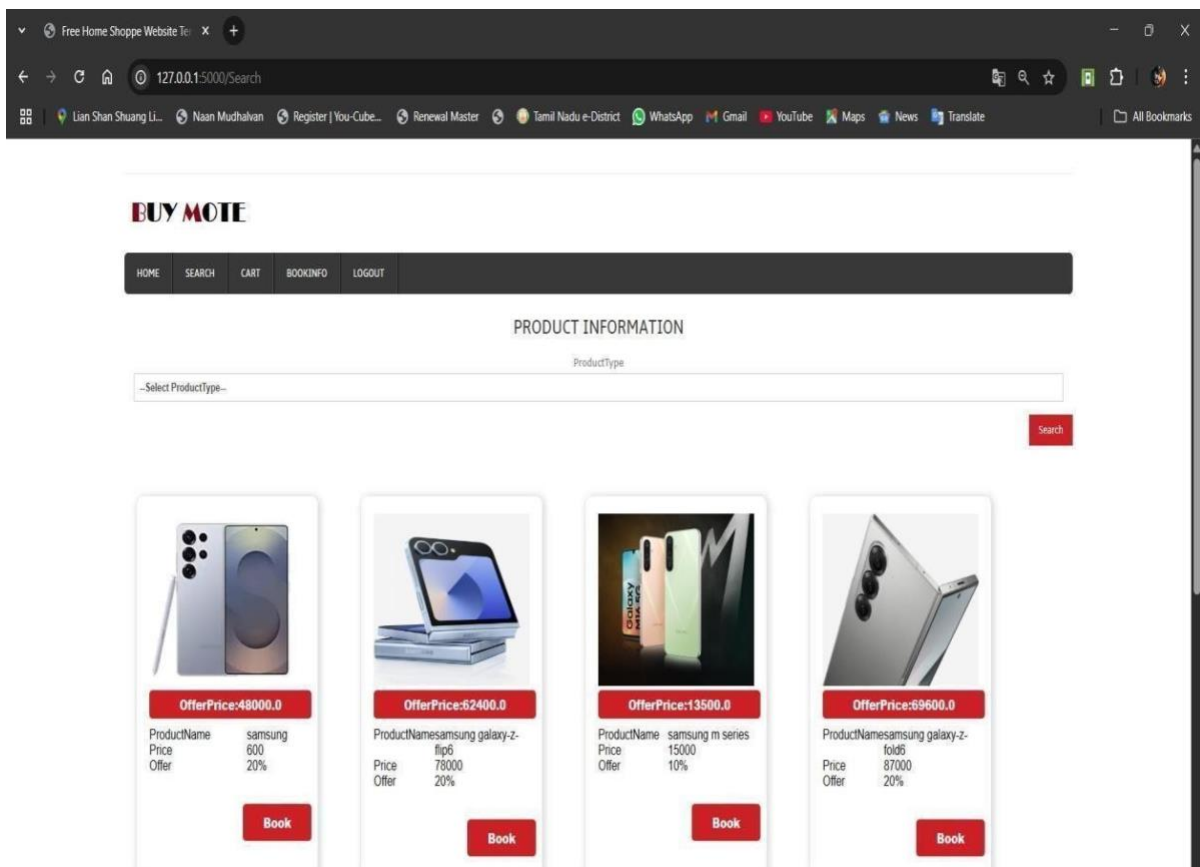 Free Home Shoppe Website Te
127.0.0.1:5000/Search
Lian Shan Shuang Li... Naan Mudhalvan Register | You-Cube... Renewal Master Tamil Nadu e-District WhatsApp Gmail YouTube Maps News Translate All Bookmarks
BUY MOTE
HOME SEARCH CART BOOKINFO LOGOUT
PRODUCT INFORMATION
ProductType
--Select ProductType--
Search
OfferPrice:48000.0
ProductName samsung
Price 600
Offer 20%
Book
OfferPrice:62400.0
ProductNamesamsung galaxy-z-
flip6
Price 78000
Offer 20%
Book
Galaxy
M16 5G
OfferPrice:13500.0
ProductName samsung m series
Price 15000
Offer 10%
Book
OfferPrice:69600.0
ProductNamesamsung galaxy-z-
fold6
Price 87000
Offer 20%
Book